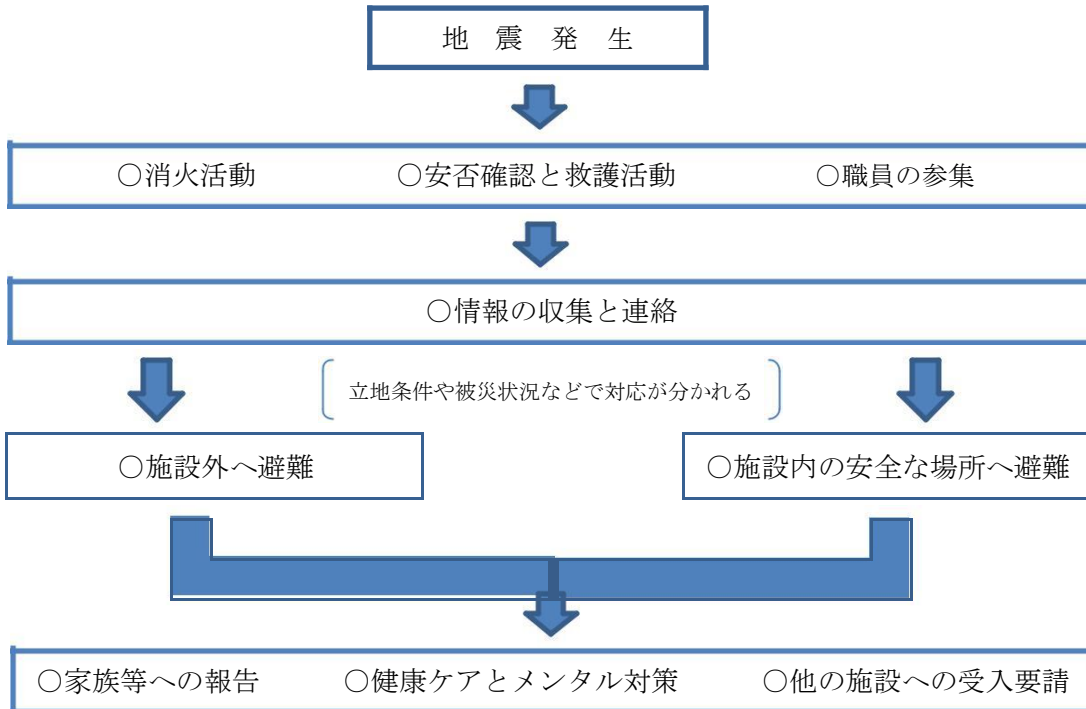 地　震　発　生
○消火活動　○安否確認と救護活動　○職員の参集
○情報の収集と連絡
立地条件や被災状況などで対応が分かれる
○施設外へ避難　○施設内の安全な場所へ避難
○家族等への報告　○健康ケアとメンタル対策　○他の施設への受入要請